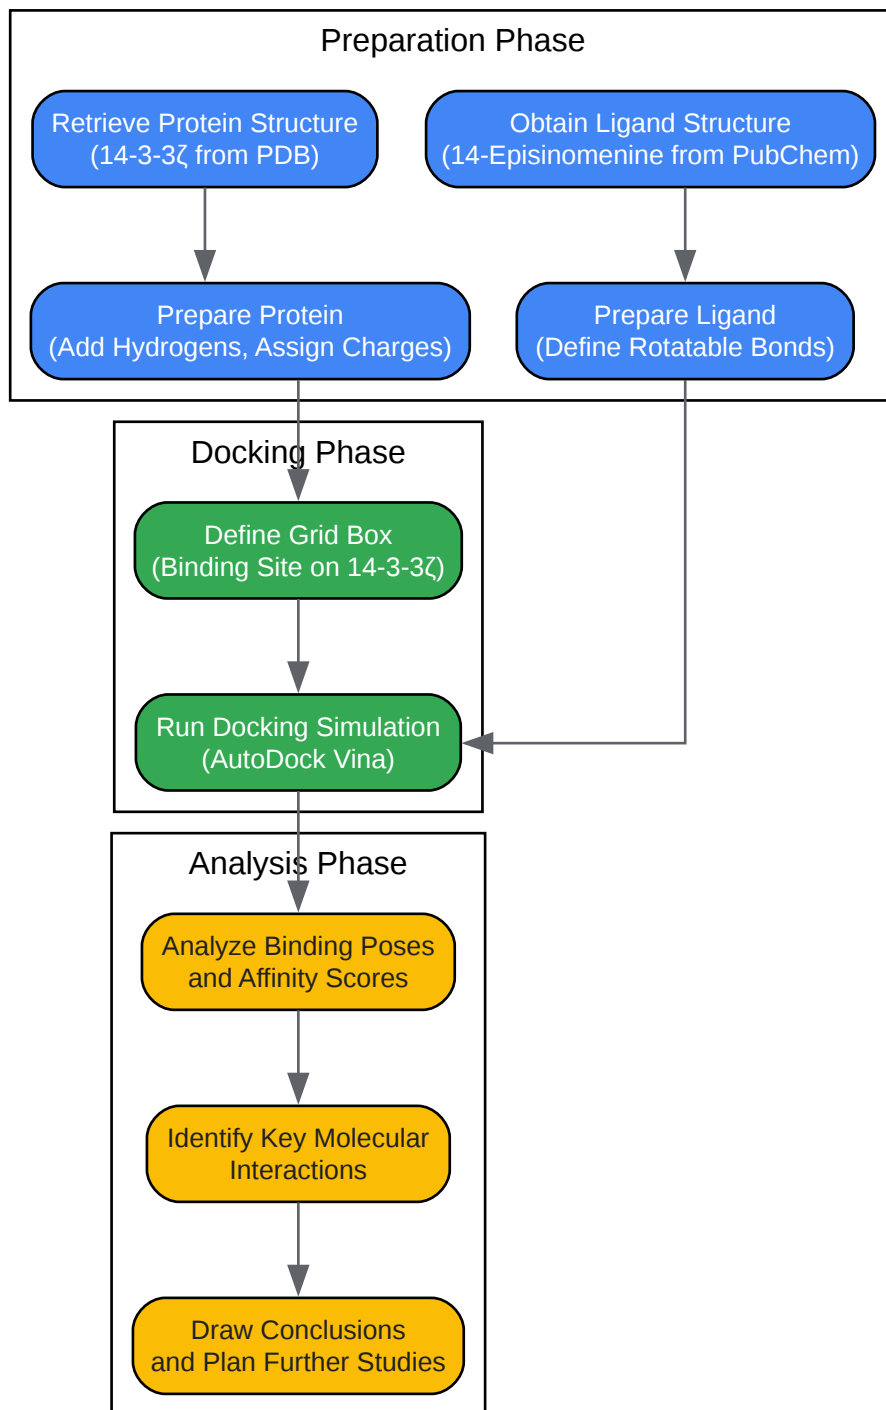 Preparation Phase
Retrieve Protein Structure
(14-3-3ζ from PDB)
Obtain Ligand Structure
(14-Episinomenine from PubChem)
Prepare Protein
(Add Hydrogens, Assign Charges)
Prepare Ligand
(Define Rotatable Bonds)
Docking Phase
Define Grid Box
(Binding Site on 14-3-3ζ)
Run Docking Simulation
(AutoDock Vina)
Analysis Phase
Analyze Binding Poses
and Affinity Scores
Identify Key Molecular
Interactions
Draw Conclusions
and Plan Further Studies